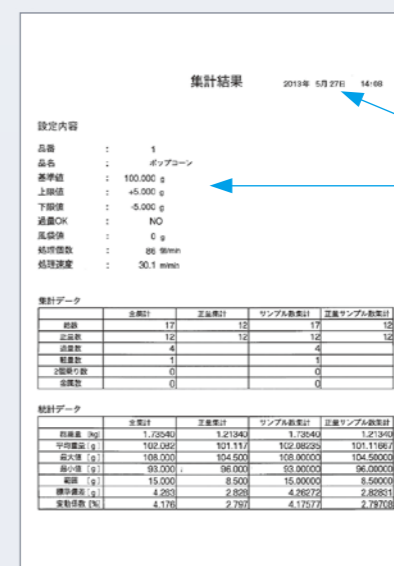 集計結果 2013年 5月27日 14:08
設定内容
品番 : 1
品名 : ポップコーン
基準値 : 100.000 g
上限値 : +5.000 g
下限値 : -5.000 g
過量OK : NO
風袋値 : 0 g
処理個数 : 86 個/min
処理速度 : 30.1 m/min
集計データ
全集計 正量集計 サンプル数集計 正量サンプル数集計
総数 17 12 17 12
正量数 12 12 12 12
過量数 4 4
軽量数 1 1
2個乗り数 0 0
金属数 0 0
統計データ
全集計 正量集計 サンプル数集計 正量サンプル数集計
総重量 [kg] 1.73540 1.21340 1.73540 1.21340
平均重量 [g] 102.082 101.117 102.08235 101.11667
最大値 [g] 108.000 104.500 108.00000 104.50000
最小値 [g] 93.000 96.000 93.00000 96.00000
範囲 [g] 15.000 8.500 15.00000 8.50000
標準偏差 [g] 4.263 2.828 4.26272 2.82831
変動係数 [%] 4.176 2.797 4.17577 2.79708